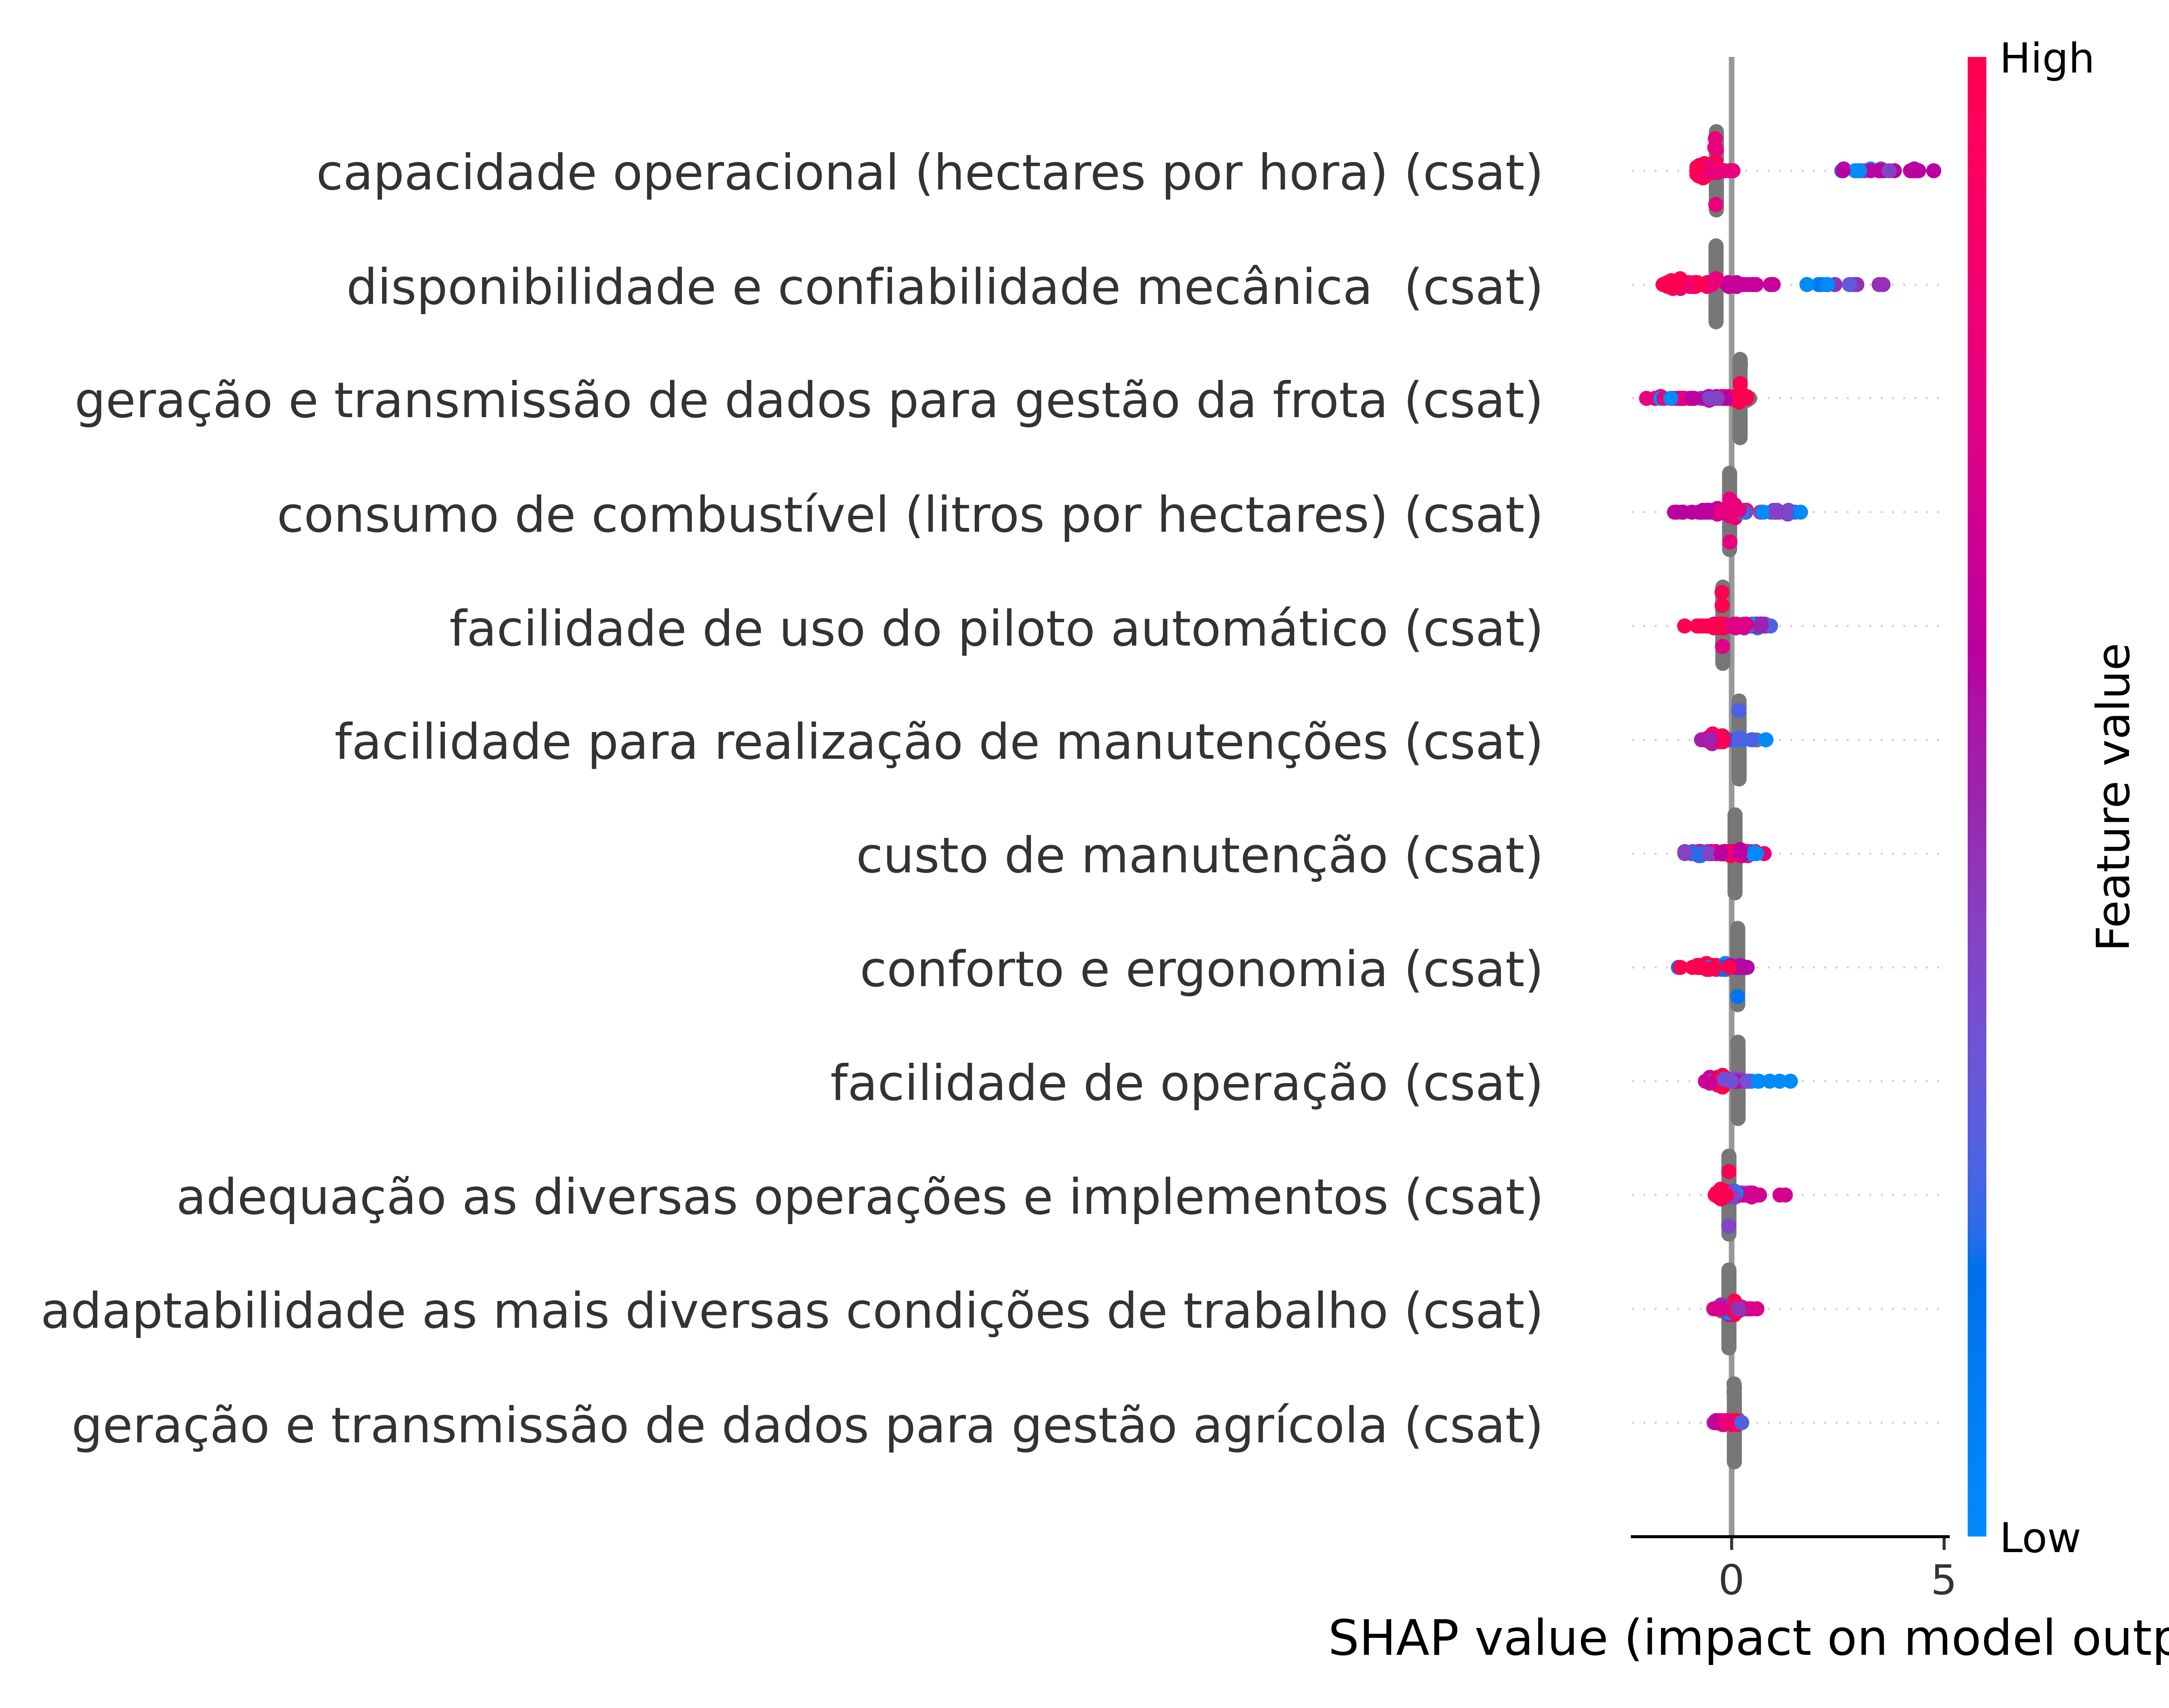 High
capacidade operacional (hectares por hora) (csat)
disponibilidade e confiabilidade mecânica  (csat)
geração e transmissão de dados para gestão da frota (csat)
consumo de combustível (litros por hectares) (csat)
facilidade de uso do piloto automático (csat)
facilidade para realização de manutenções (csat)
custo de manutenção (csat)
conforto e ergonomia (csat)
facilidade de operação (csat)
adequação as diversas operações e implementos (csat)
adaptabilidade as mais diversas condições de trabalho (csat)
geração e transmissão de dados para gestão agrícola (csat)
Feature value
Low
0 5
SHAP value (impact on model outp